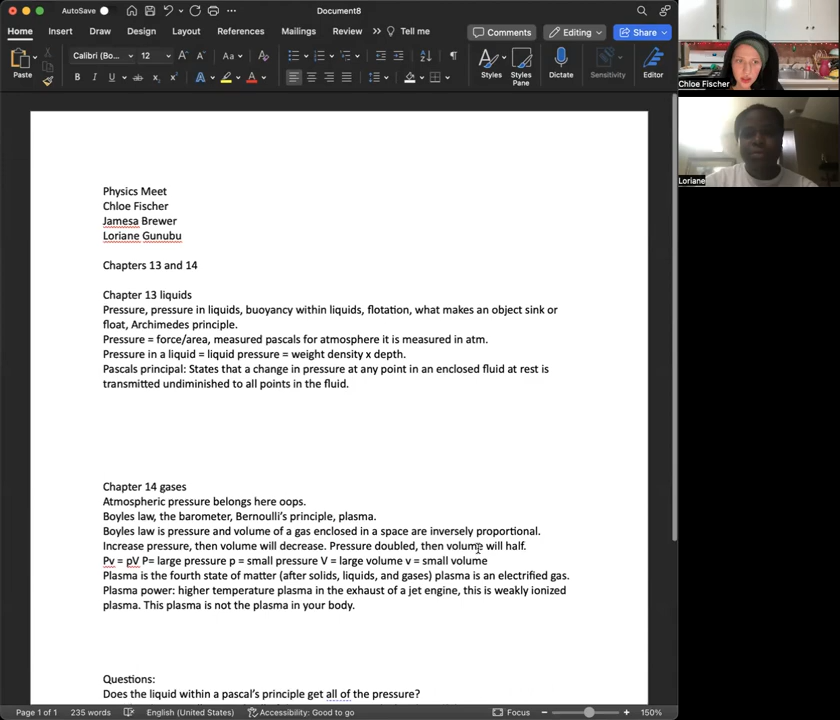 AutoSave
Document8
Home Insert Draw Design Layout References Mailings Review Tell me
Comments Editing Share
Paste
Calibri (Bo... 12
Styles
Styles Pane
Dictate
Sensitivity
Editor
Chloe Fischer
Loriane
Physics Meet
Chloe Fischer
Jamesa Brewer
Loriane Gunubu
Chapters 13 and 14
Chapter 13 liquids
Pressure, pressure in liquids, buoyancy within liquids, flotation, what makes an object sink or
float, Archimedes principle.
Pressure = force/area, measured pascals for atmosphere it is measured in atm.
Pressure in a liquid = liquid pressure = weight density x depth.
Pascals principal: States that a change in pressure at any point in an enclosed fluid at rest is
transmitted undiminished to all points in the fluid.
Chapter 14 gases
Atmospheric pressure belongs here oops.
Boyles law, the barometer, Bernoulli's principle, plasma.
Boyles law is pressure and volume of a gas enclosed in a space are inversely proportional.
Increase pressure, then volume will decrease. Pressure doubled, then volume will half.
Pv = pV P= large pressure p = small pressure V = large volume v = small volume
Plasma is the fourth state of matter (after solids, liquids, and gases) plasma is an electrified gas.
Plasma power: higher temperature plasma in the exhaust of a jet engine, this is weakly ionized
plasma. This plasma is not the plasma in your body.
Questions:
Does the liquid within a pascal's principle get all of the pressure?
Page 1 of 1 235 words English (United States) Accessibility: Good to go Focus 150%